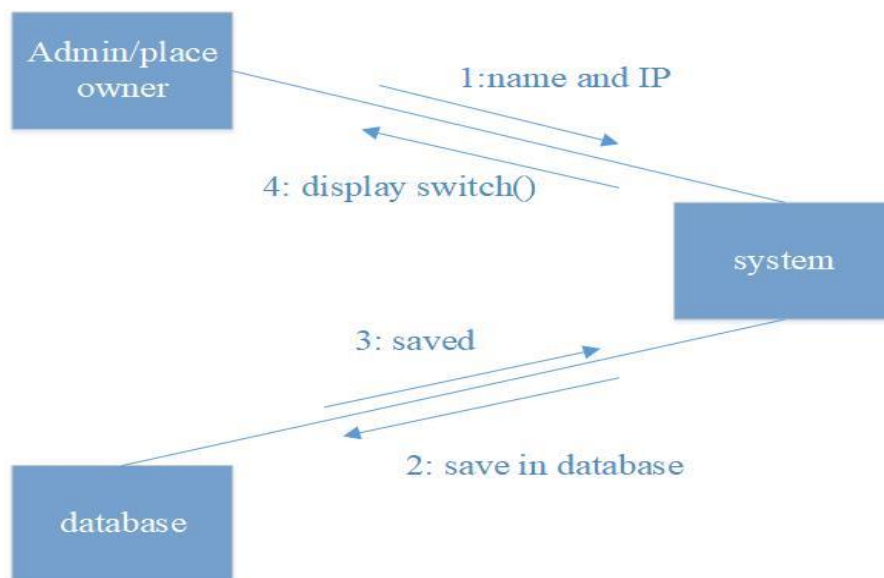 Admin/place
owner
1:name and IP
4: display switch()
system
3: saved
2: save in database
database